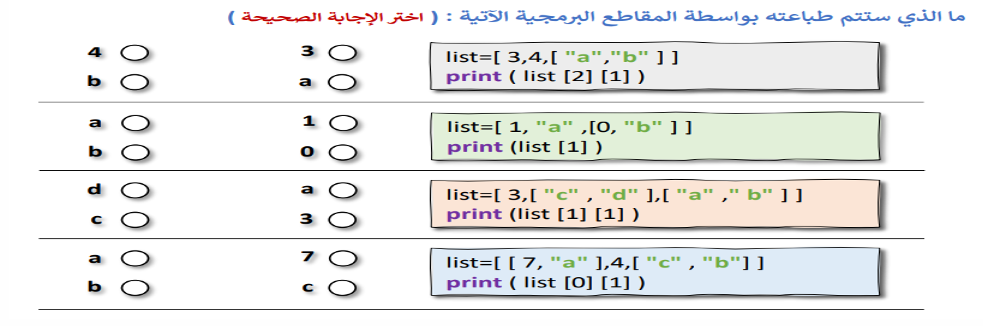 ما الذي ستتم طباعته بواسطة المقاطع البرمجية الآتية : ( اختر الإجابة الصحيحة )
list=[ 3,4,[ "a","b" ] ]
print ( list [2] [1] )
3
4
a
b
list=[ 1, "a" ,[0, "b" ] ]
print (list [1] )
1
a
0
b
list=[ 3,[ "c" , "d" ],[ "a" ," b" ] ]
print (list [1] [1] )
a
d
3
c
list=[ [ 7, "a" ],4,[ "c" , "b"] ]
print ( list [0] [1] )
7
a
c
b